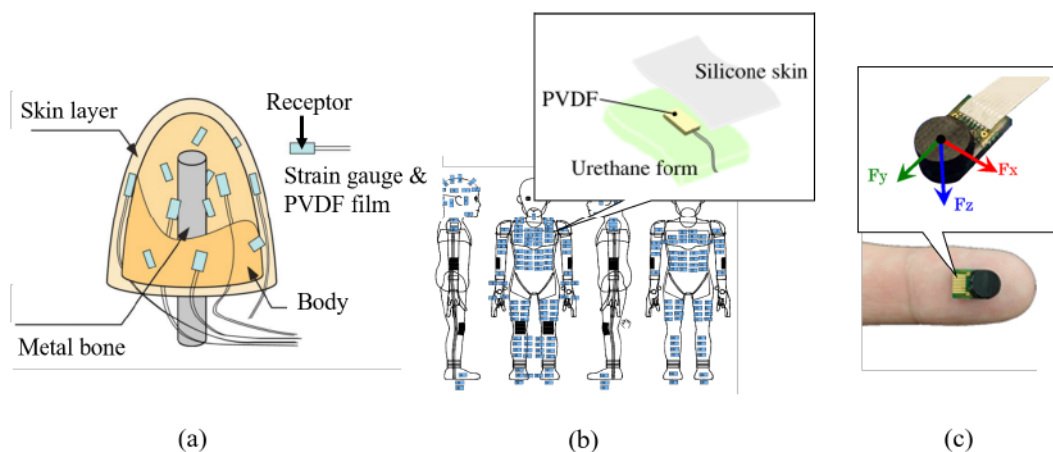 Skin layer
Receptor
Strain gauge &
PVDF film
Body
Metal bone
Silicone skin
PVDF
Urethane form
Fy
Fx
Fz
(a)
(b)
(c)